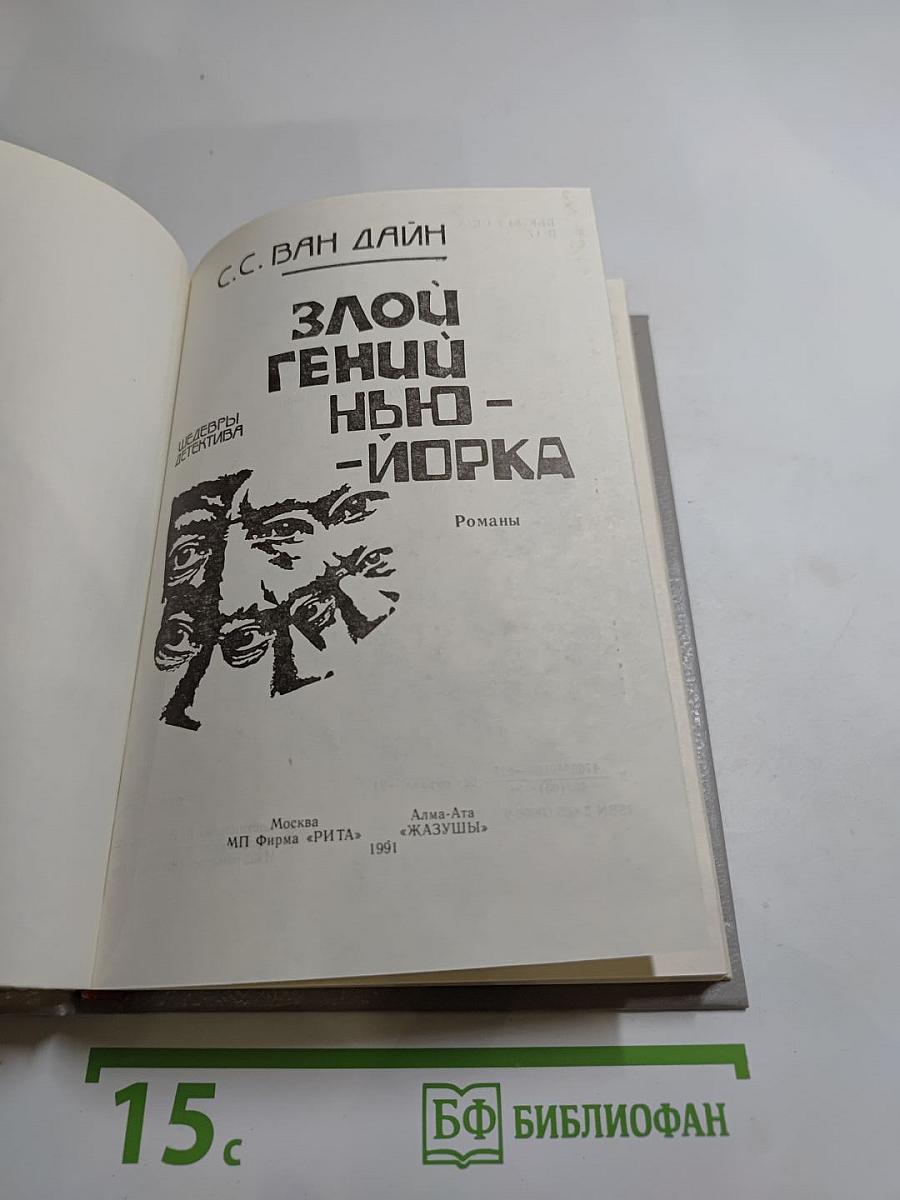 С.С. ВАН ДАЙН
ЗЛОЙ
ГЕНИЙ
НЬЮ-
-ЙОРКА
ШЕДЕВРЫ
ДЕТЕКТИВА
Романы
Москва
МП Фирма «РИТА»
Алма-Ата
«ЖАЗУШЫ»
1991
15 с
БФ БИБЛИОФАН